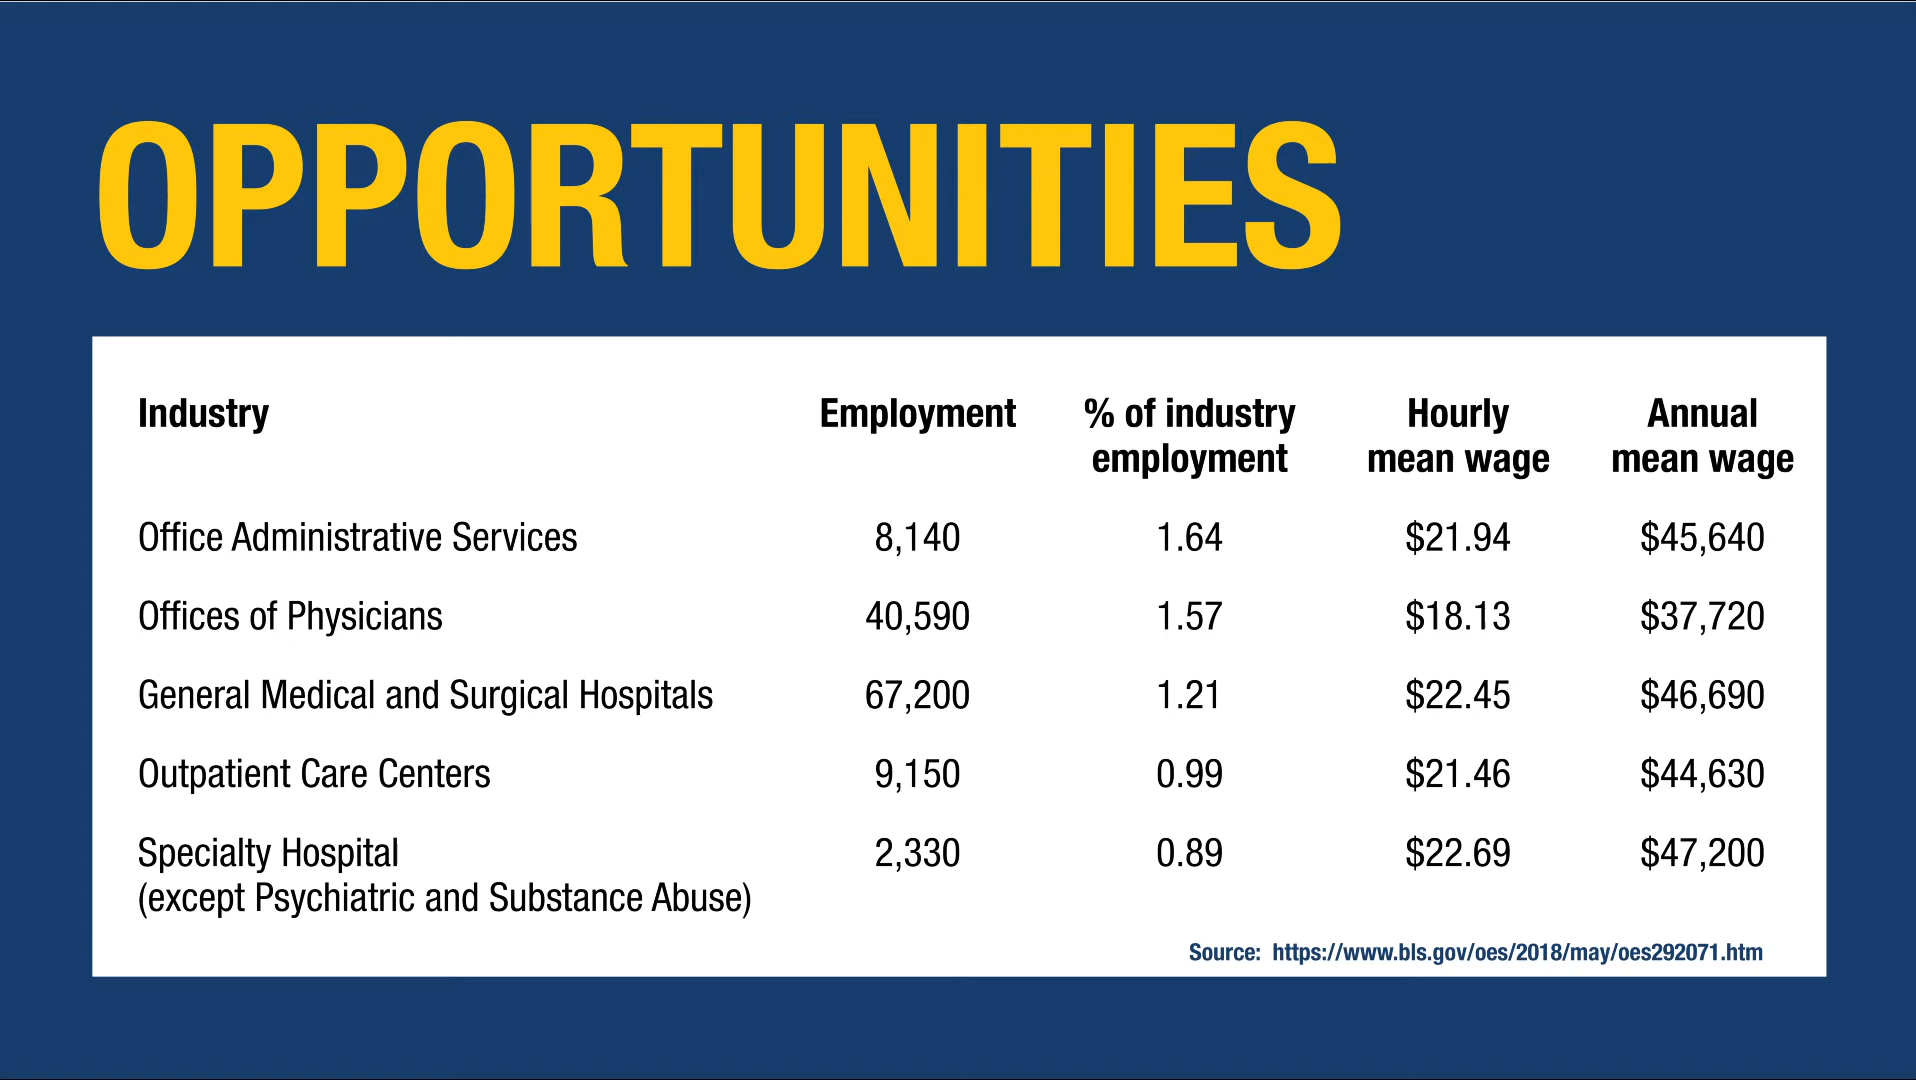 OPPORTUNITIES
Industry Employment % of industry employment Hourly mean wage Annual mean wage
Office Administrative Services 8,140 1.64 $21.94 $45,640
Offices of Physicians 40,590 1.57 $18.13 $37,720
General Medical and Surgical Hospitals 67,200 1.21 $22.45 $46,690
Outpatient Care Centers 9,150 0.99 $21.46 $44,630
Specialty Hospital 2,330 0.89 $22.69 $47,200
(except Psychiatric and Substance Abuse)
Source: https://www.bls.gov/oes/2018/may/oes292071.htm